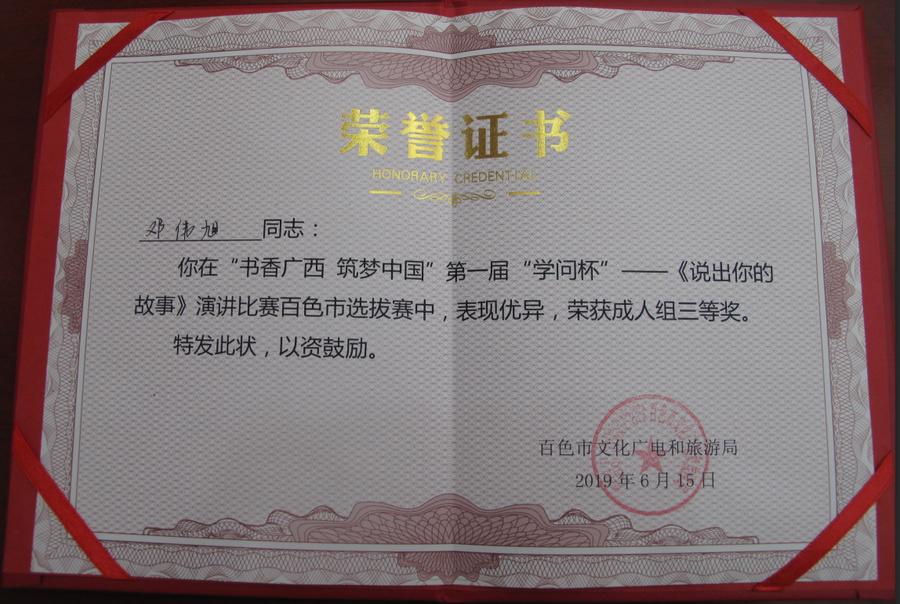 荣誉证书
HONORARY CREDENTIAL
邓伟旭 同志：
你在“书香广西 筑梦中国”第一届“学问杯”——《说出你的
故事》演讲比赛百色市选拔赛中，表现优异，荣获成人组三等奖。
特发此状，以资鼓励。
百色市文化广电和旅游局
2019年6月15日